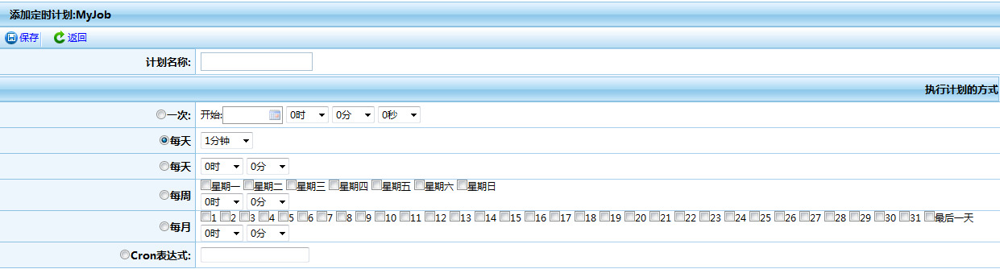 添加定时计划:MyJob
保存 返回
计划名称:
执行计划的方式
一次: 开始: 0时 0分 0秒
每天 1分钟
每天 0时 0分
每周 星期一 星期二 星期三 星期四 星期五 星期六 星期日
0时 0分
每月 1 2 3 4 5 6 7 8 9 10 11 12 13 14 15 16 17 18 19 20 21 22 23 24 25 26 27 28 29 30 31 最后一天
0时 0分
Cron表达式: